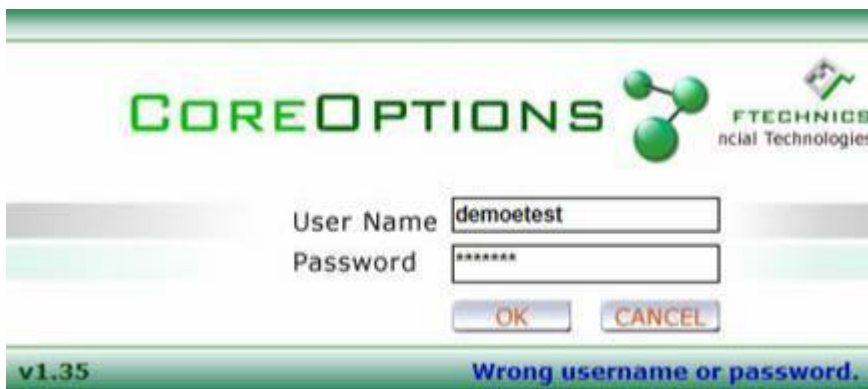 COREOPTIONS
FTECHNICS
ncial Technologies
User Name demoetest
Password *******
OK CANCEL
v1.35 Wrong username or password.